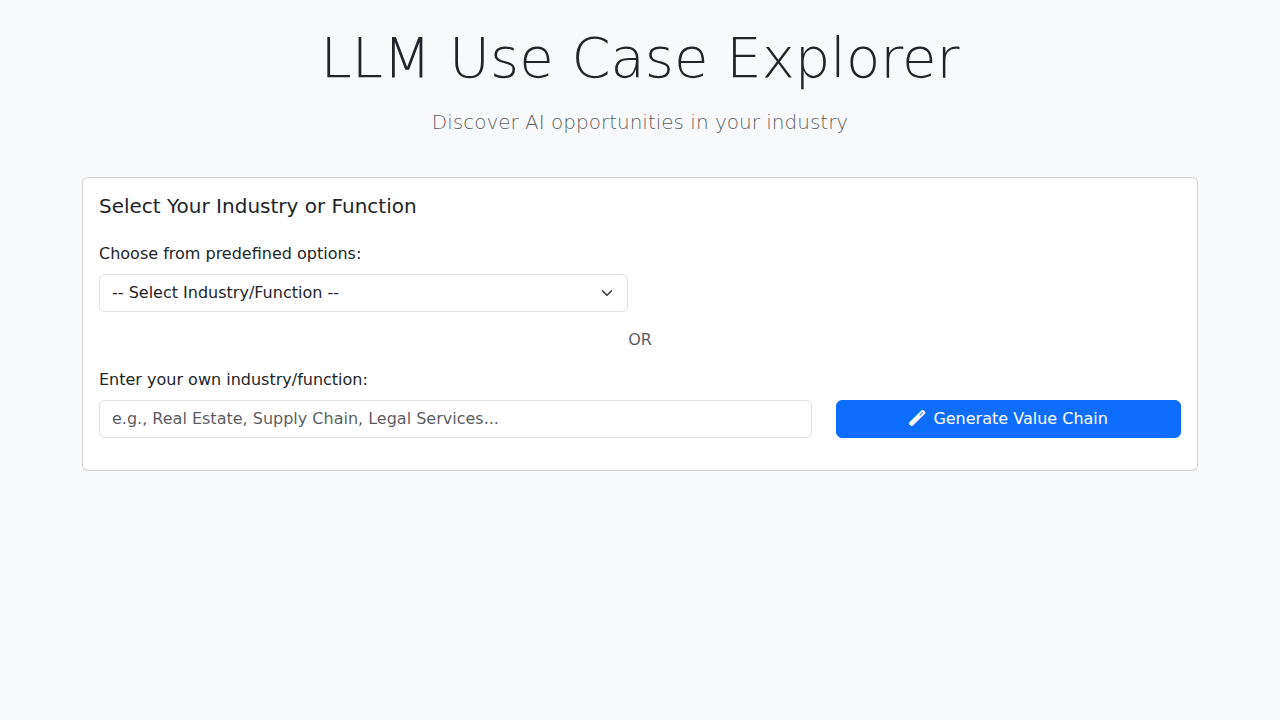 LLM Use Case Explorer
Discover AI opportunities in your industry
Select Your Industry or Function
Choose from predefined options:
-- Select Industry/Function --
OR
Enter your own industry/function:
e.g., Real Estate, Supply Chain, Legal Services...
Generate Value Chain